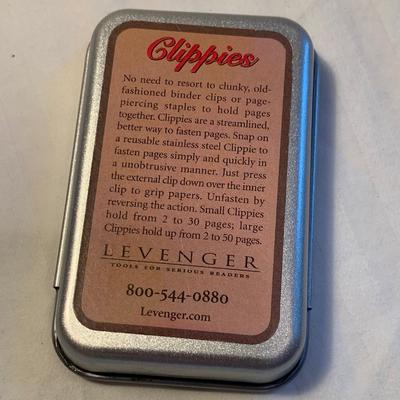 Clippies
No need to resort to clunky, old-
fashioned binder clips or page-
piercing staples to hold pages
together. Clippies are a streamlined,
better way to fasten pages. Snap on
a reusable stainless steel Clippie to
fasten pages simply and quickly in
a unobtrusive manner. Just press
the external clip down over the inner
clip to grip papers. Unfasten by
reversing the action. Small Clippies
hold from 2 to 30 pages; large
Clippies hold up from 2 to 50 pages.
LEVENGER
TOOLS FOR SERIOUS READERS
800-544-0880
Levenger.com